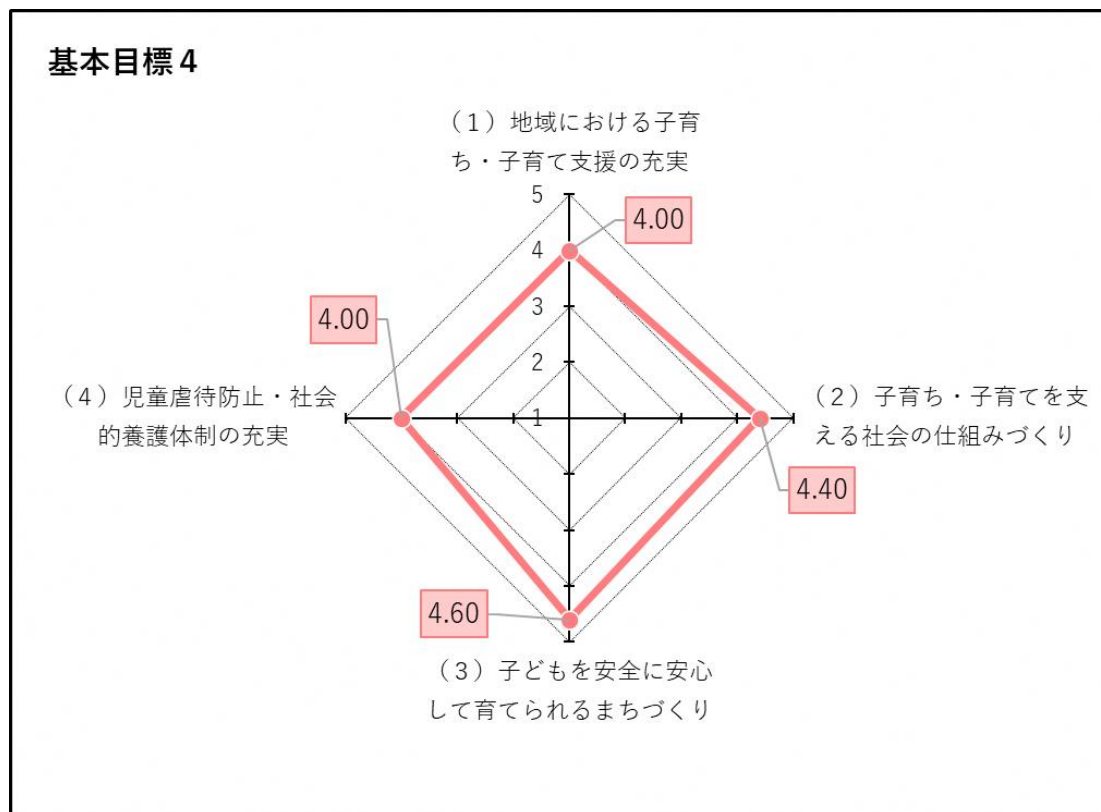 基本目標４
（１）地域における子育
ち・子育て支援の充実
5
4.00
4
3
4.00
2
（４）児童虐待防止・社会
的養護体制の充実
1
（２）子育ち・子育てを支
える社会の仕組みづくり
4.40
4.60
（３）子どもを安全に安心
して育てられるまちづくり